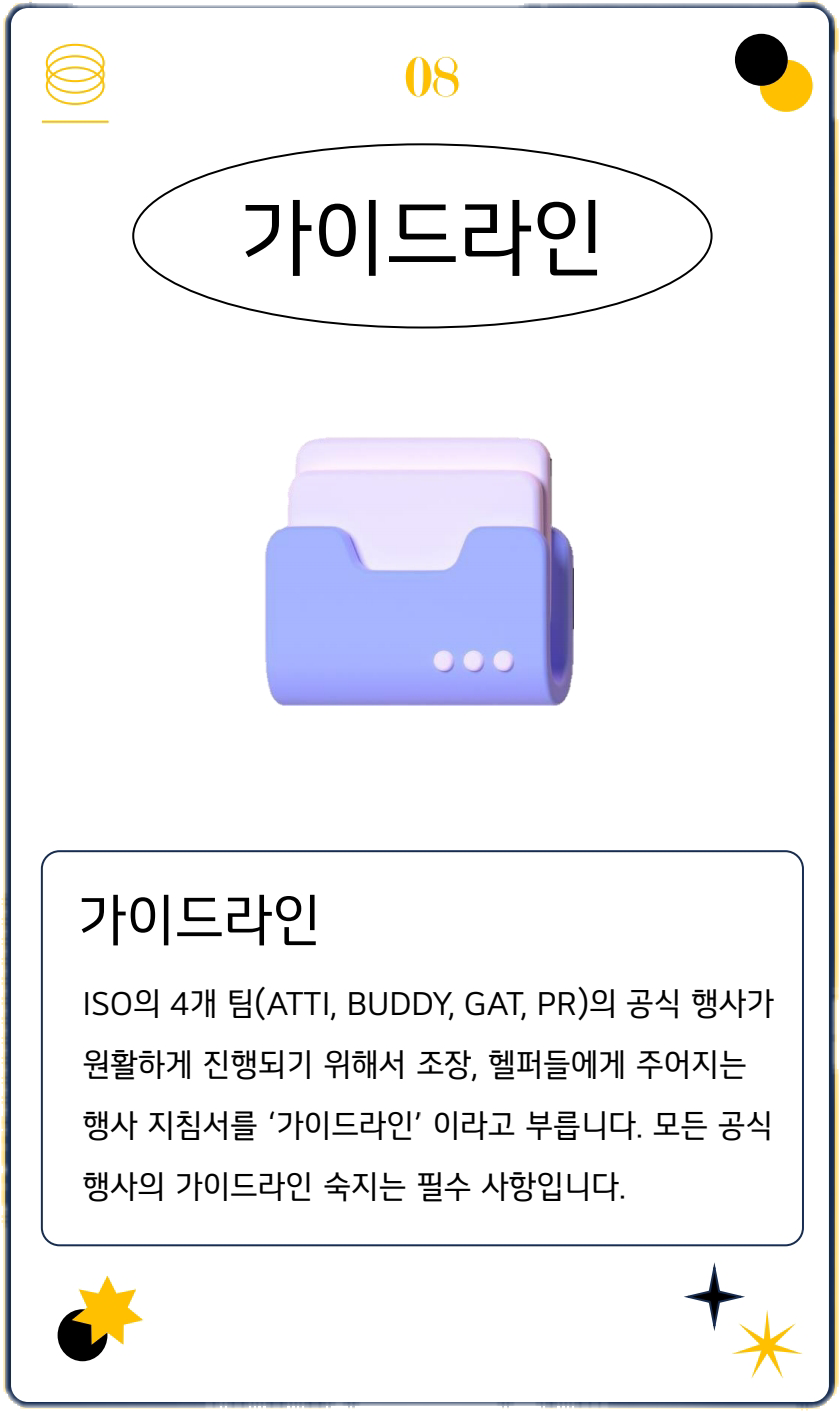 08
가이드라인
가이드라인
ISO의 4개 팀(ATTI, BUDDY, GAT, PR)의 공식 행사가
원활하게 진행되기 위해서 조장, 헬퍼들에게 주어지는
행사 지침서를 ‘가이드라인’ 이라고 부릅니다. 모든 공식
행사의 가이드라인 숙지는 필수 사항입니다.